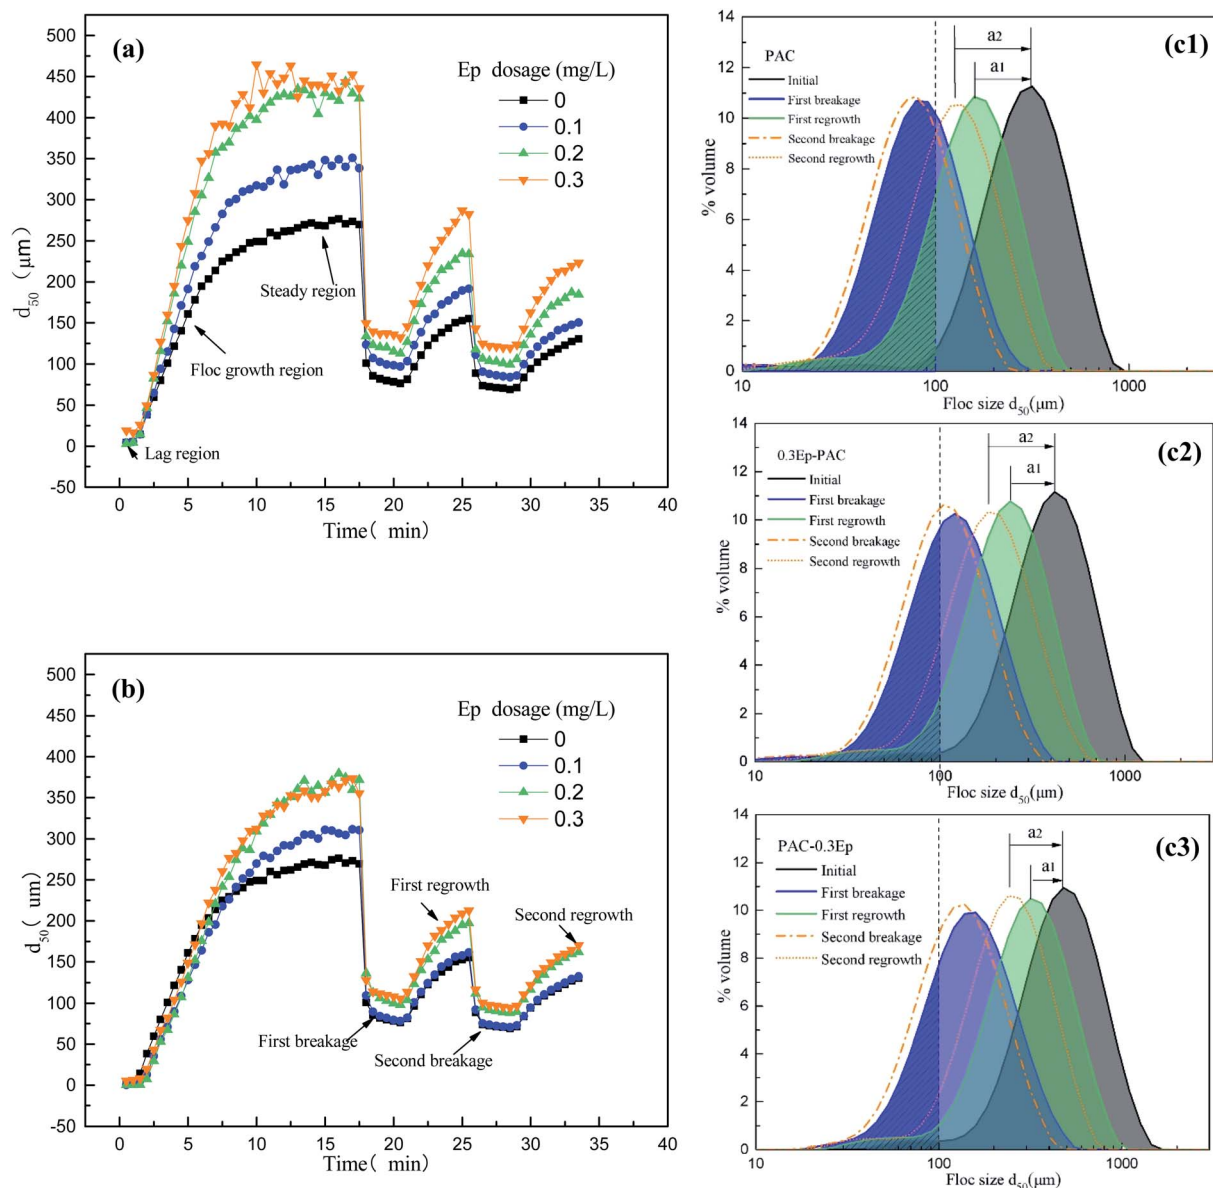 (a)
Ep dosage (mg/L)
0
0.1
0.2
0.3
Steady region
Floc growth region
Lag region
d50 (μm)
500
450
400
350
300
250
200
150
100
50
0
-50
0 5 10 15 20 25 30 35 40
Time( min)
(b)
Ep dosage (mg/L)
0
0.1
0.2
0.3
First regrowth
Second regrowth
First breakage
Second breakage
d50 ( um)
500
450
400
350
300
250
200
150
100
50
0
-50
0 5 10 15 20 25 30 35 40
Time( min)
(c1)
a2
a1
PAC
Initial
First breakage
First regrowth
Second breakage
Second regrowth
% volume
14
12
10
8
6
4
2
0
10 100 1000
Floc size d50(μm)
(c2)
a2
a1
0.3Ep-PAC
Initial
First breakage
First regrowth
Second breakage
Second regrowth
% volume
14
12
10
8
6
4
2
0
10 100 1000
Floc size d50(μm)
(c3)
a2
a1
PAC-0.3Ep
Initial
First breakage
First regrowth
Second breakage
Second regrowth
% volume
14
12
10
8
6
4
2
0
10 100 1000
Floc size d50(μm)